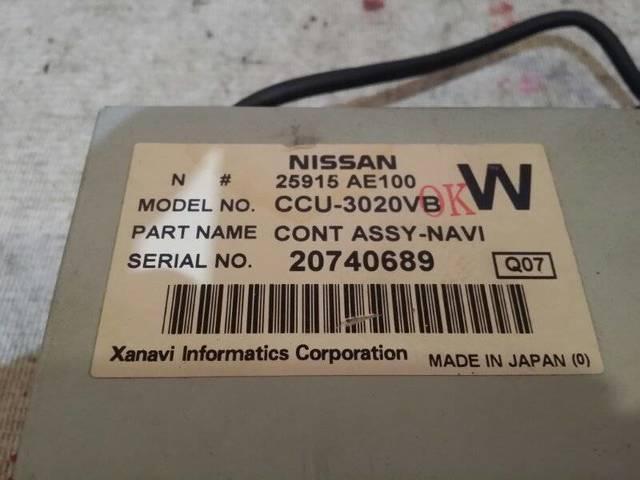 NISSAN
N # 25915 AE100
MODEL NO. CCU-3020VB OK W
PART NAME CONT ASSY-NAVI
SERIAL NO. 20740689 Q07
Xanavi Informatics Corporation MADE IN JAPAN (0)